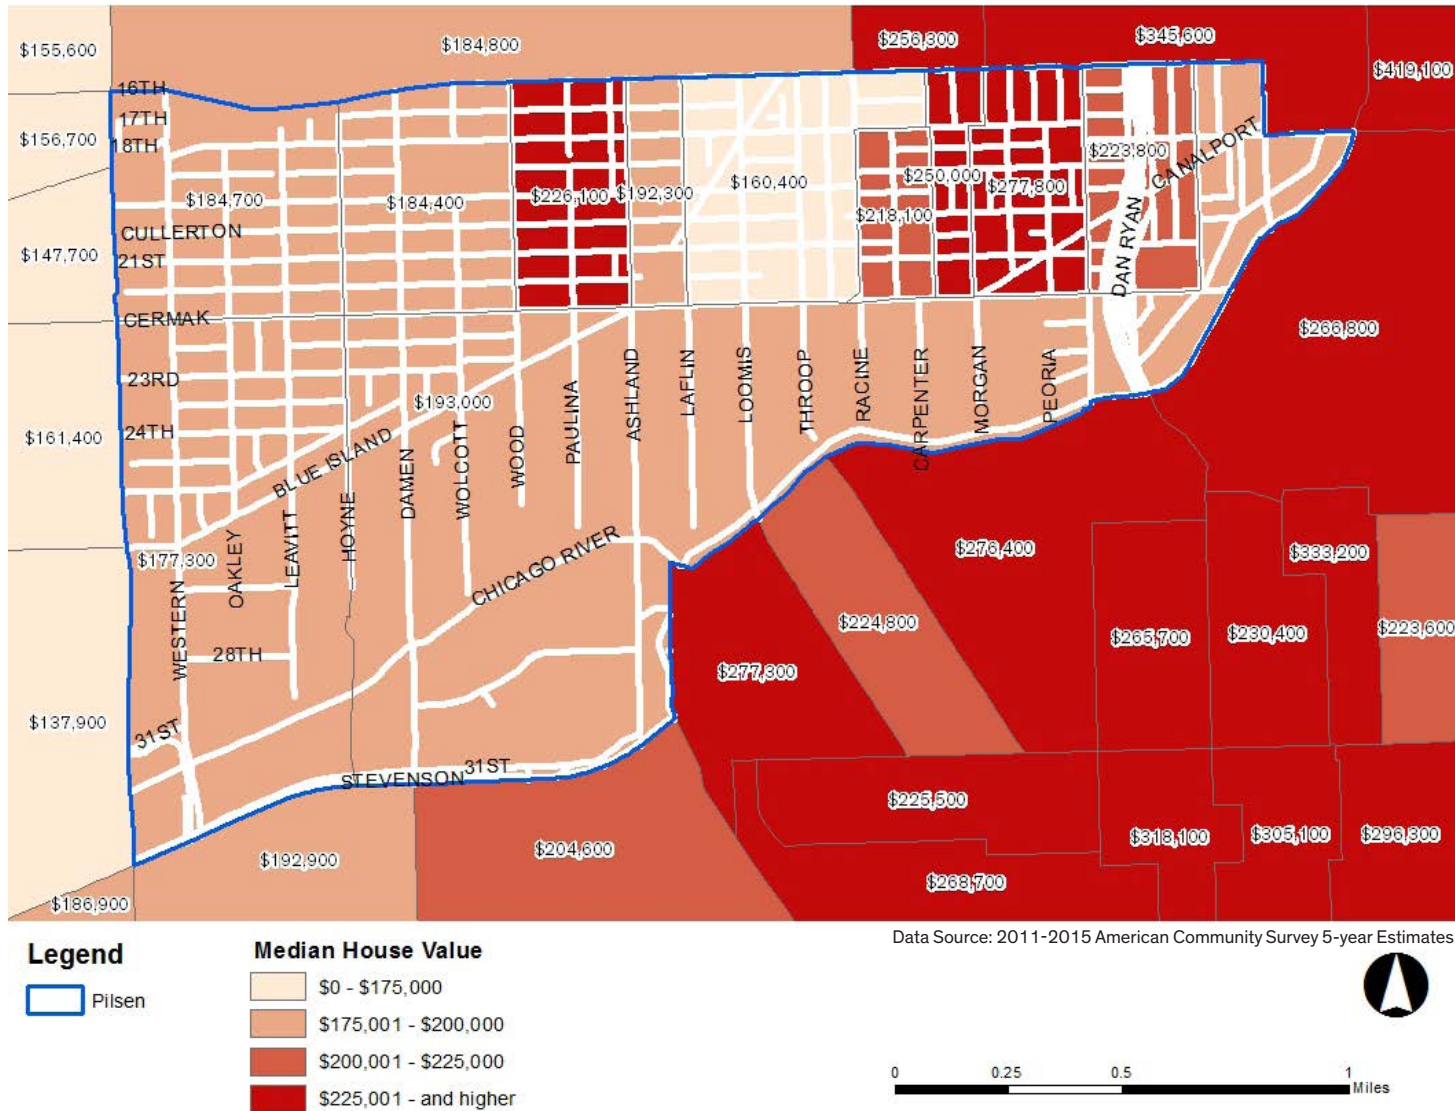 $155,600
$184,800
$256,300
$345,600
$419,100
16TH
17TH
18TH
$156,700
$223,800
CANALPORT
$184,700
$184,400
$226,100
$192,300
$160,400
$218,100
$250,000
$277,800
CULLERTON
21ST
$147,700
DAN RYAN
CERMAK
$266,800
23RD
24TH
$161,400
$193,000
BLUE ISLAND
WESTERN
OAKLEY
LEAVITT
HOYNE
DAMEN
WOLCOTT
WOOD
PAULINA
ASHLAND
LAFLIN
LOOMIS
THROOP
RACINE
CARPENTER
MORGAN
PEORIA
$177,300
CHICAGO RIVER
$276,400
$333,200
28TH
$224,800
$265,700
$230,400
$223,600
$277,300
$137,900
31ST
STEVENSON
31ST
$225,500
$192,900
$204,600
$318,100
$305,100
$296,800
$186,900
$268,700
Data Source: 2011-2015 American Community Survey 5-year Estimates
Legend
Pilsen
Median House Value
$0 - $175,000
$175,001 - $200,000
$200,001 - $225,000
$225,001 - and higher
0
0.25
0.5
1
Miles